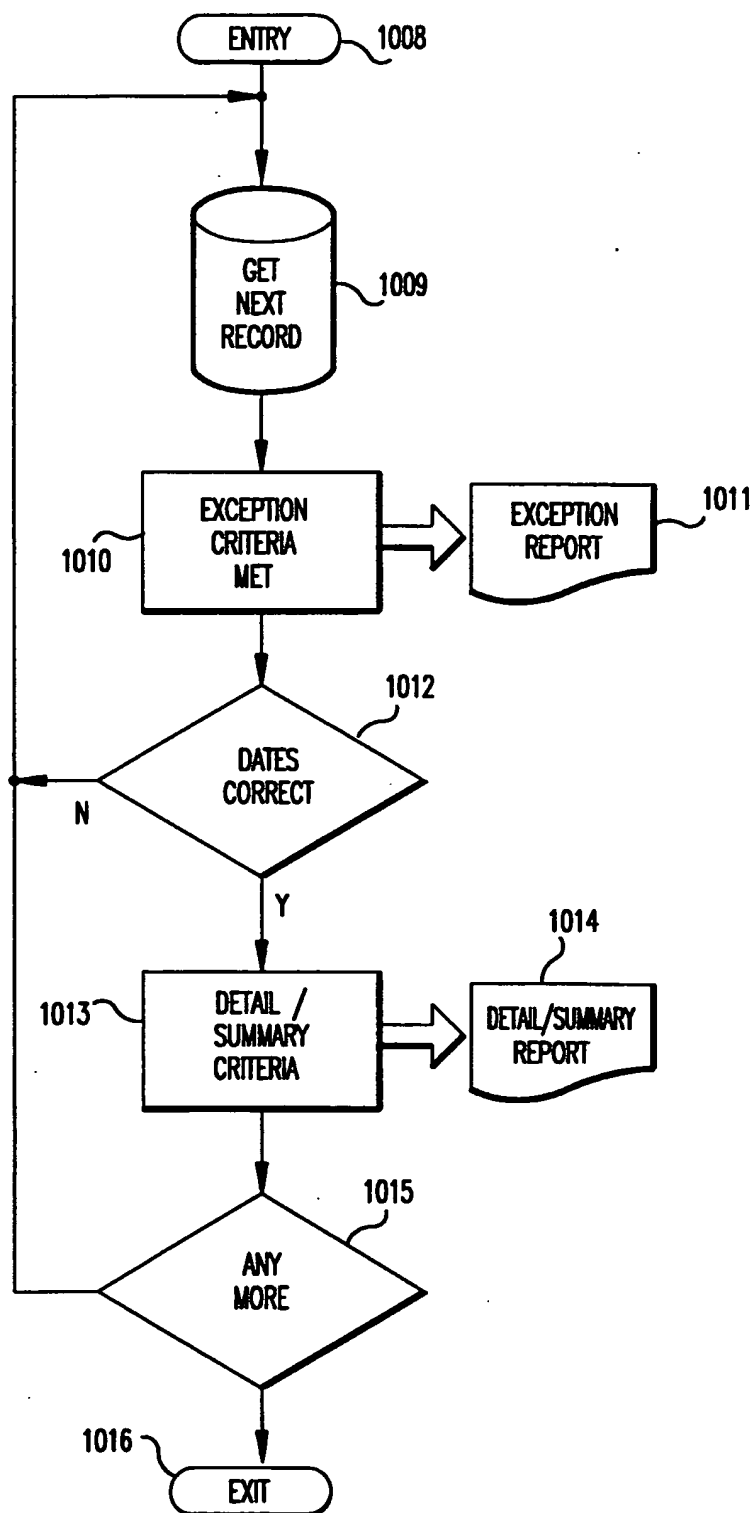 ENTRY
1008
GET
NEXT
RECORD
1009
EXCEPTION
CRITERIA
MET
1010
EXCEPTION
REPORT
1011
DATES
CORRECT
1012
N
Y
DETAIL /
SUMMARY
CRITERIA
1013
DETAIL/SUMMARY
REPORT
1014
ANY
MORE
1015
1016
EXIT